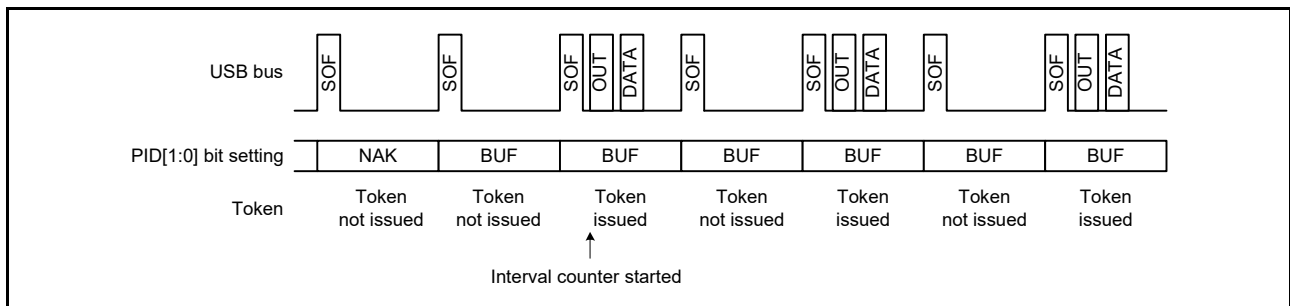 USB bus SOF SOF SOF OUT DATA SOF SOF OUT DATA SOF SOF OUT DATA
PID[1:0] bit setting NAK BUF BUF BUF BUF BUF BUF
Token Token not issued Token not issued Token issued Token not issued Token issued Token not issued Token issued
Interval counter started